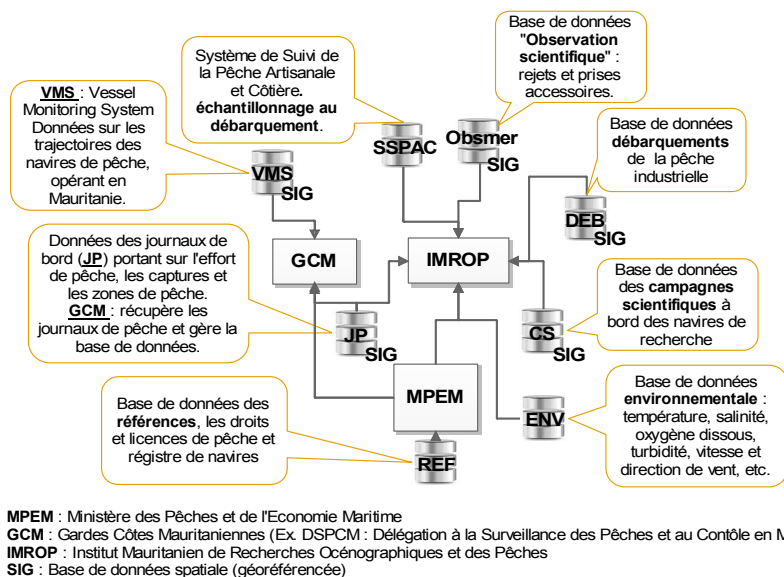 Base de données
"Observation
scientifique" :
rejets et prises
accessoires.
Système de Suivi de
la Pêche Artisanale
et Côtière.
échantillonnage au
débarquement.
VMS : Vessel
Monitoring System
Données sur les
trajectoires des
navires de pêche,
opérant en
Mauritanie.
Base de données
débarquements
de la pêche
industrielle
VMS
SIG
SSPAC
Obsmer
SIG
DEB
SIG
Données des journaux de
bord (JP) portant sur l'effort
de pêche, les captures et
les zones de pêche.
GCM : récupère les
journaux de pêche et gère la
base de données.
GCM
IMROP
Base de données
des campagnes
scientifiques à
bord des navires de
recherche
JP
SIG
CS
SIG
Base de données des
références, les droits
et licences de pêche et
régistre de navires
MPEM
REF
ENV
Base de données
environnementale :
température, salinité,
oxygène dissous,
turbidité, vitesse et
direction de vent, etc.
MPEM : Ministère des Pêches et de l'Economie Maritime
GCM : Gardes Côtes Mauritaniennes (Ex. DSPCM : Délégation à la Surveillance des Pêches et au Contôle en M
IMROP : Institut Mauritanien de Recherches Océnographiques et des Pêches
SIG : Base de données spatiale (géoréférencée)